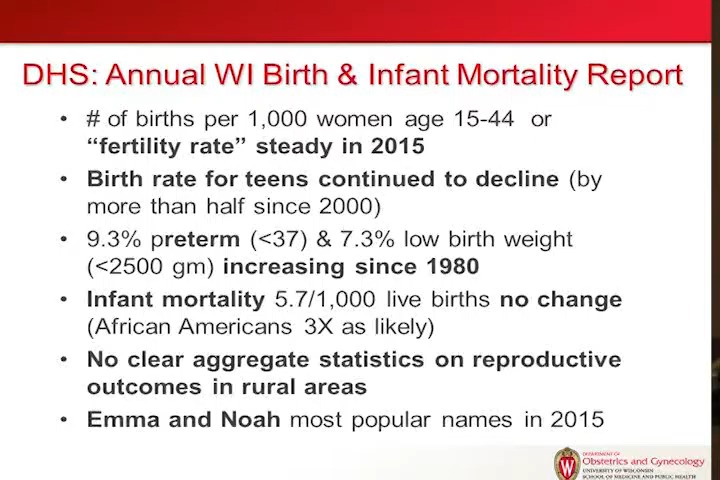 DHS: Annual WI Birth & Infant Mortality Report
• # of births per 1,000 women age 15-44 or
“fertility rate” steady in 2015
• Birth rate for teens continued to decline (by
more than half since 2000)
• 9.3% preterm (<37) & 7.3% low birth weight
(<2500 gm) increasing since 1980
• Infant mortality 5.7/1,000 live births no change
(African Americans 3X as likely)
• No clear aggregate statistics on reproductive
outcomes in rural areas
• Emma and Noah most popular names in 2015
DEPARTMENT OF
Obstetrics and Gynecology
UNIVERSITY OF WISCONSIN
SCHOOL OF MEDICINE AND PUBLIC HEALTH
W